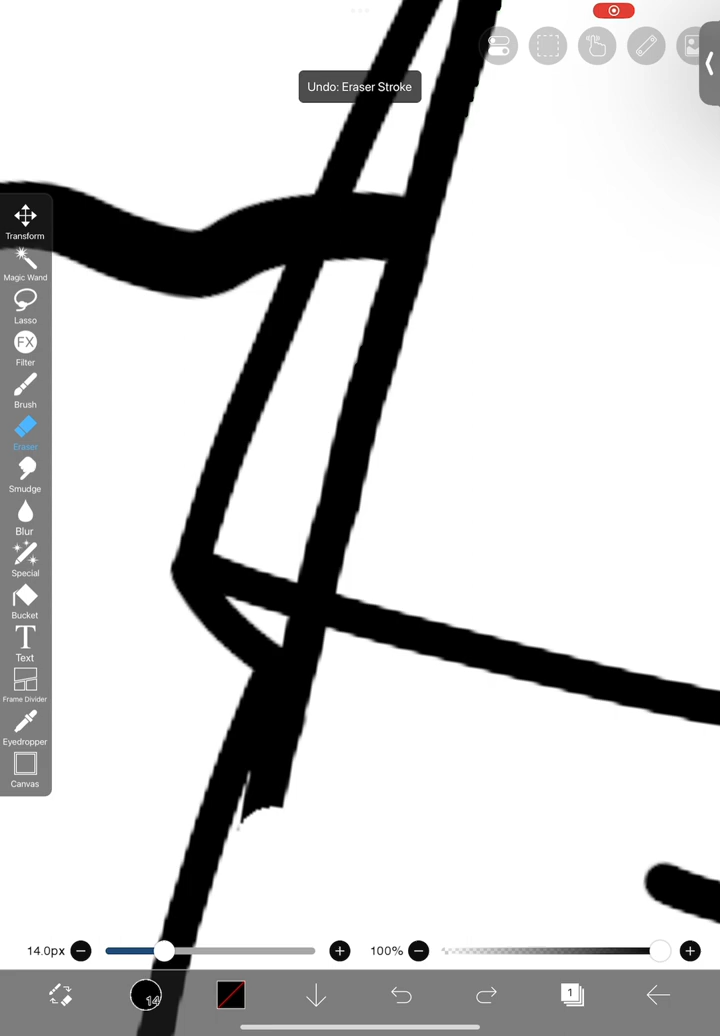 Undo: Eraser Stroke
Transform
Magic Wand
Lasso
FX
Filter
Brush
Eraser
Smudge
Blur
Special
Bucket
T
Text
Frame Divider
Eyedropper
Canvas
14.0px
100%
14
1